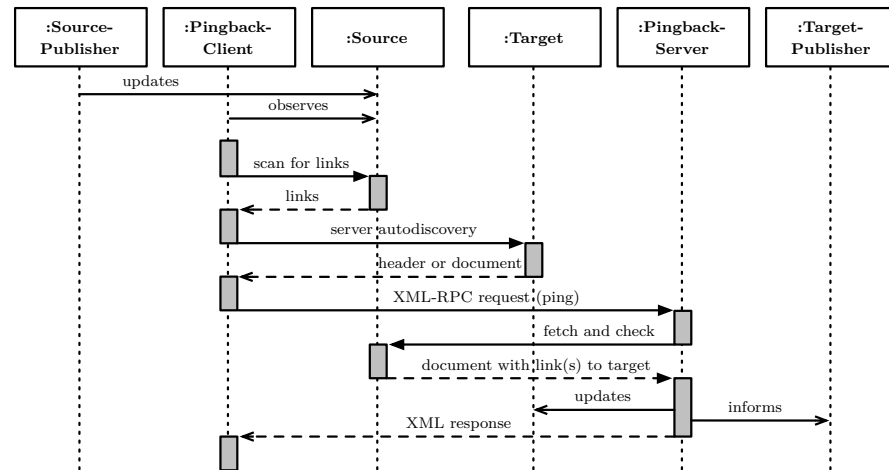 :Source-
Publisher
:Pingback-
Client
:Source
:Target
:Pingback-
Server
:Target-
Publisher
updates
observes
scan for links
links
server autodiscovery
header or document
XML-RPC request (ping)
fetch and check
document with link(s) to target
updates
informs
XML response